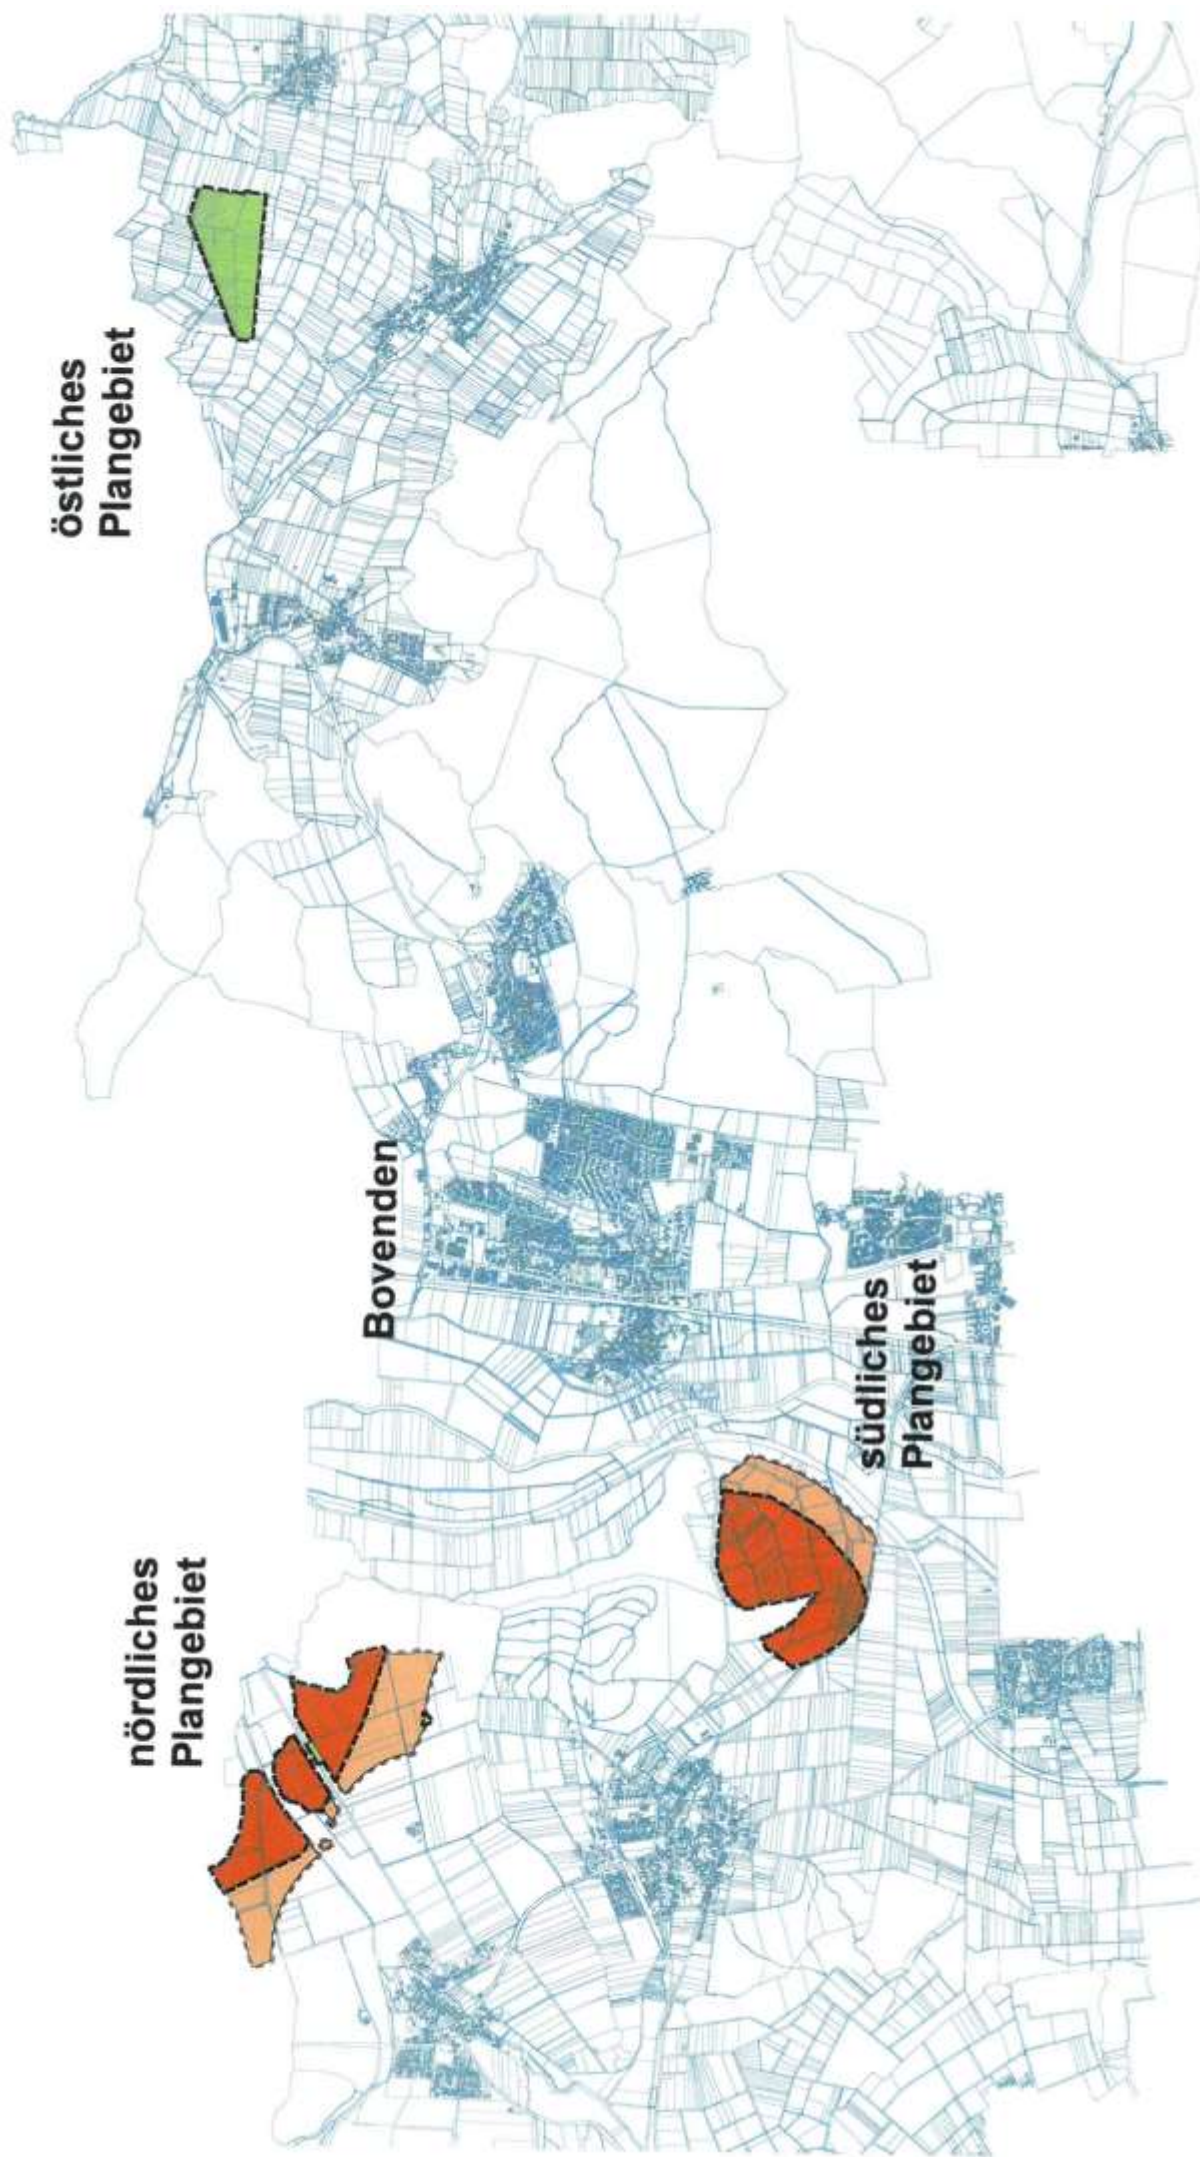 nördliches
Plangebiet
Bovenden
südliches
Plangebiet
östliches
Plangebiet